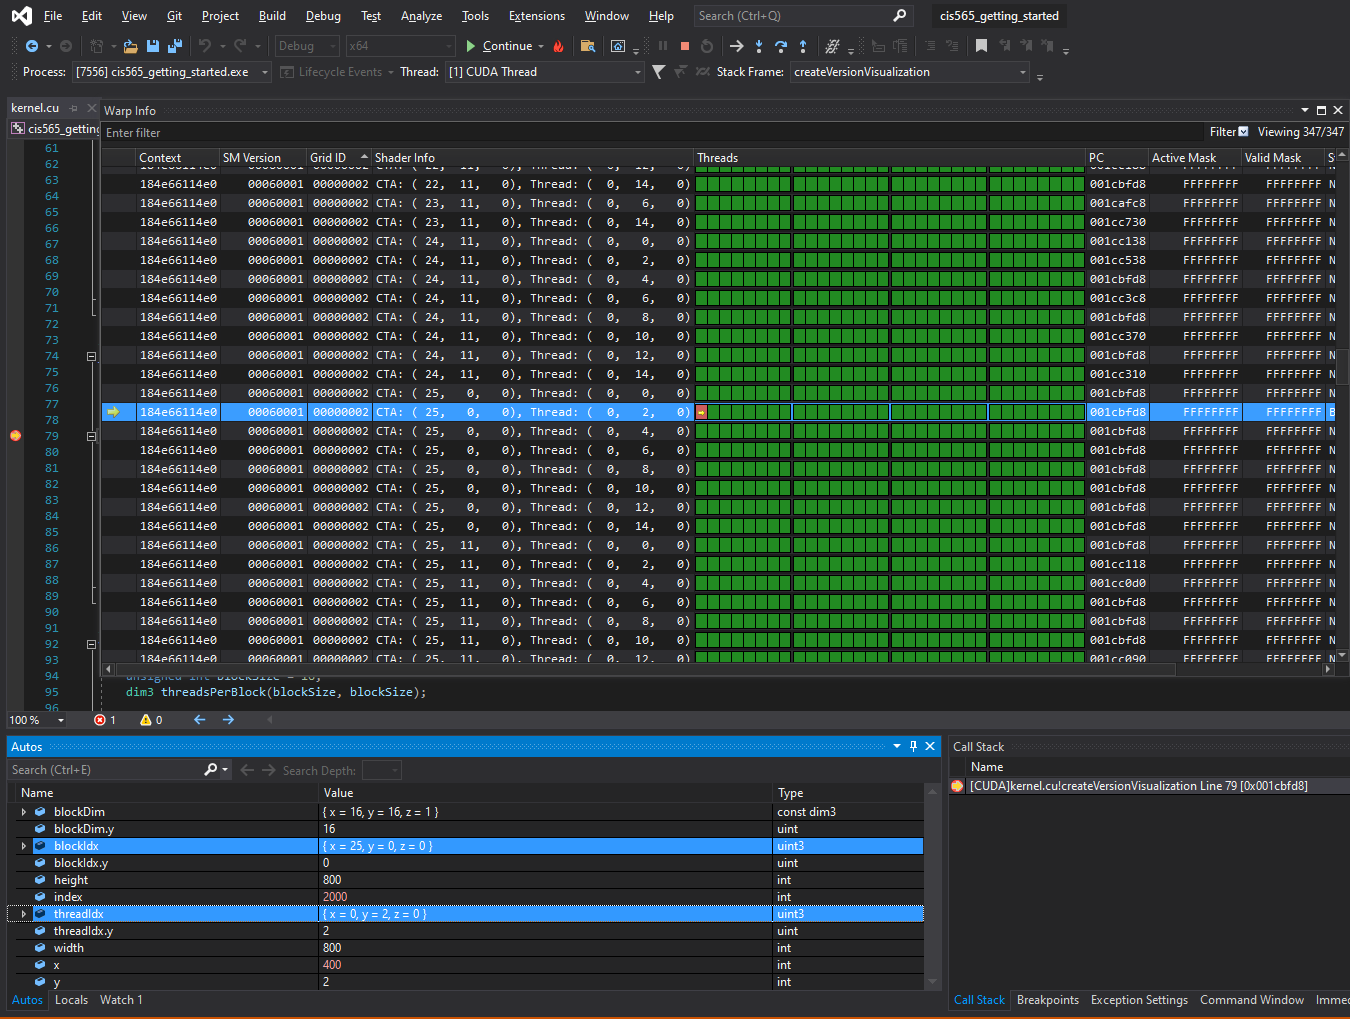 File Edit View Git Project Build Debug Test Analyze Tools Extensions Window Help Search (Ctrl+Q) cis565_getting_started
Debug x64 Continue
Process: [7556] cis565_getting_started.exe Lifecycle Events Thread: [1] CUDA Thread Stack Frame: createVersionVisualization
kernel.cu Warp Info
cis565_getting Enter filter Filter Viewing 347/347
Context SM Version Grid ID Shader Info Threads PC Active Mask Valid Mask S
184e66114e0 00060001 00000002 CTA: ( 22, 11, 0), Thread: ( 0, 14, 0) 001cbfd8 FFFFFFFF FFFFFFFF N
184e66114e0 00060001 00000002 CTA: ( 23, 11, 0), Thread: ( 0, 6, 0) 001cafc8 FFFFFFFF FFFFFFFF N
184e66114e0 00060001 00000002 CTA: ( 23, 11, 0), Thread: ( 0, 14, 0) 001cc730 FFFFFFFF FFFFFFFF N
184e66114e0 00060001 00000002 CTA: ( 24, 11, 0), Thread: ( 0, 0, 0) 001cc138 FFFFFFFF FFFFFFFF N
184e66114e0 00060001 00000002 CTA: ( 24, 11, 0), Thread: ( 0, 2, 0) 001cc538 FFFFFFFF FFFFFFFF N
184e66114e0 00060001 00000002 CTA: ( 24, 11, 0), Thread: ( 0, 4, 0) 001cbfd8 FFFFFFFF FFFFFFFF N
184e66114e0 00060001 00000002 CTA: ( 24, 11, 0), Thread: ( 0, 6, 0) 001cc3c8 FFFFFFFF FFFFFFFF N
184e66114e0 00060001 00000002 CTA: ( 24, 11, 0), Thread: ( 0, 8, 0) 001cbfd8 FFFFFFFF FFFFFFFF N
184e66114e0 00060001 00000002 CTA: ( 24, 11, 0), Thread: ( 0, 10, 0) 001cc370 FFFFFFFF FFFFFFFF N
184e66114e0 00060001 00000002 CTA: ( 24, 11, 0), Thread: ( 0, 12, 0) 001cbfd8 FFFFFFFF FFFFFFFF N
184e66114e0 00060001 00000002 CTA: ( 24, 11, 0), Thread: ( 0, 14, 0) 001cc310 FFFFFFFF FFFFFFFF N
184e66114e0 00060001 00000002 CTA: ( 25, 0, 0), Thread: ( 0, 0, 0) 001cbfd8 FFFFFFFF FFFFFFFF N
184e66114e0 00060001 00000002 CTA: ( 25, 0, 0), Thread: ( 0, 2, 0) 001cbfd8 FFFFFFFF FFFFFFFF B
184e66114e0 00060001 00000002 CTA: ( 25, 0, 0), Thread: ( 0, 4, 0) 001cbfd8 FFFFFFFF FFFFFFFF N
184e66114e0 00060001 00000002 CTA: ( 25, 0, 0), Thread: ( 0, 6, 0) 001cbfd8 FFFFFFFF FFFFFFFF N
184e66114e0 00060001 00000002 CTA: ( 25, 0, 0), Thread: ( 0, 8, 0) 001cbfd8 FFFFFFFF FFFFFFFF N
184e66114e0 00060001 00000002 CTA: ( 25, 0, 0), Thread: ( 0, 10, 0) 001cbfd8 FFFFFFFF FFFFFFFF N
184e66114e0 00060001 00000002 CTA: ( 25, 0, 0), Thread: ( 0, 12, 0) 001cbfd8 FFFFFFFF FFFFFFFF N
184e66114e0 00060001 00000002 CTA: ( 25, 0, 0), Thread: ( 0, 14, 0) 001cbfd8 FFFFFFFF FFFFFFFF N
184e66114e0 00060001 00000002 CTA: ( 25, 11, 0), Thread: ( 0, 0, 0) 001cbfd8 FFFFFFFF FFFFFFFF N
184e66114e0 00060001 00000002 CTA: ( 25, 11, 0), Thread: ( 0, 2, 0) 001cc118 FFFFFFFF FFFFFFFF N
184e66114e0 00060001 00000002 CTA: ( 25, 11, 0), Thread: ( 0, 4, 0) 001cc0d0 FFFFFFFF FFFFFFFF N
184e66114e0 00060001 00000002 CTA: ( 25, 11, 0), Thread: ( 0, 6, 0) 001cbfd8 FFFFFFFF FFFFFFFF N
184e66114e0 00060001 00000002 CTA: ( 25, 11, 0), Thread: ( 0, 8, 0) 001cbfd8 FFFFFFFF FFFFFFFF N
184e66114e0 00060001 00000002 CTA: ( 25, 11, 0), Thread: ( 0, 10, 0) 001cbfd8 FFFFFFFF FFFFFFFF N
184e66114e0 00060001 00000002 CTA: ( 25, 11, 0), Thread: ( 0, 12, 0) 001cc090 FFFFFFFF FFFFFFFF N
61
62
63
64
65
66
67
68
69
70
71
72
73
74
75
76
77
78
79
80
81
82
83
84
85
86
87
88
89
90
91
92
93
94 unsigned int blockSize = 16;
95 dim3 threadsPerBlock(blockSize, blockSize);
96
100 % 1 0
Autos
Search (Ctrl+E) Search Depth:
Name Value Type
blockDim { x = 16, y = 16, z = 1 } const dim3
blockDim.y 16 uint
blockIdx { x = 25, y = 0, z = 0 } uint3
blockIdx.y 0 uint
height 800 int
index 2000 int
threadIdx { x = 0, y = 2, z = 0 } uint3
threadIdx.y 2 uint
width 800 int
x 400 int
y 2 int
Autos Locals Watch 1
Call Stack
Name
[CUDA]kernel.cu!createVersionVisualization Line 79 [0x001cbfd8]
Call Stack Breakpoints Exception Settings Command Window Immec